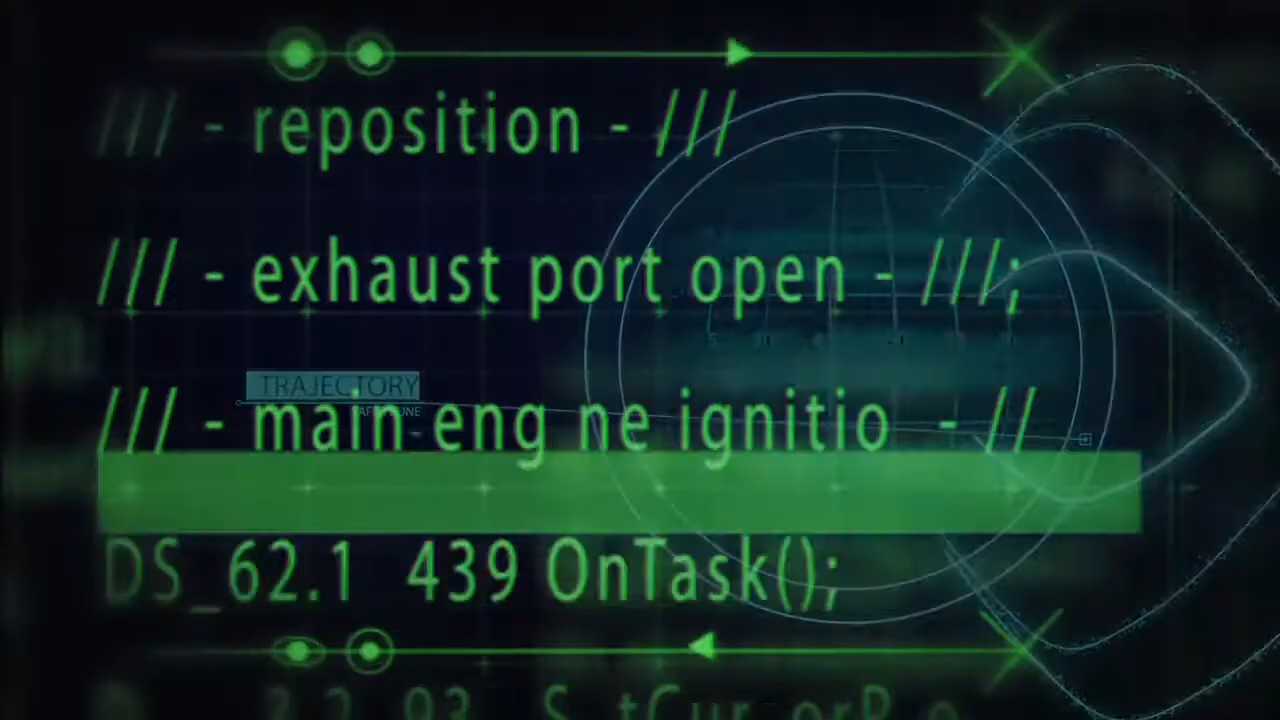 /// - reposition - ///
/// - exhaust port open - ///;
TRAJECTORY
/// - main eng ne ignitio - //
DS_62.1 439 OnTask();